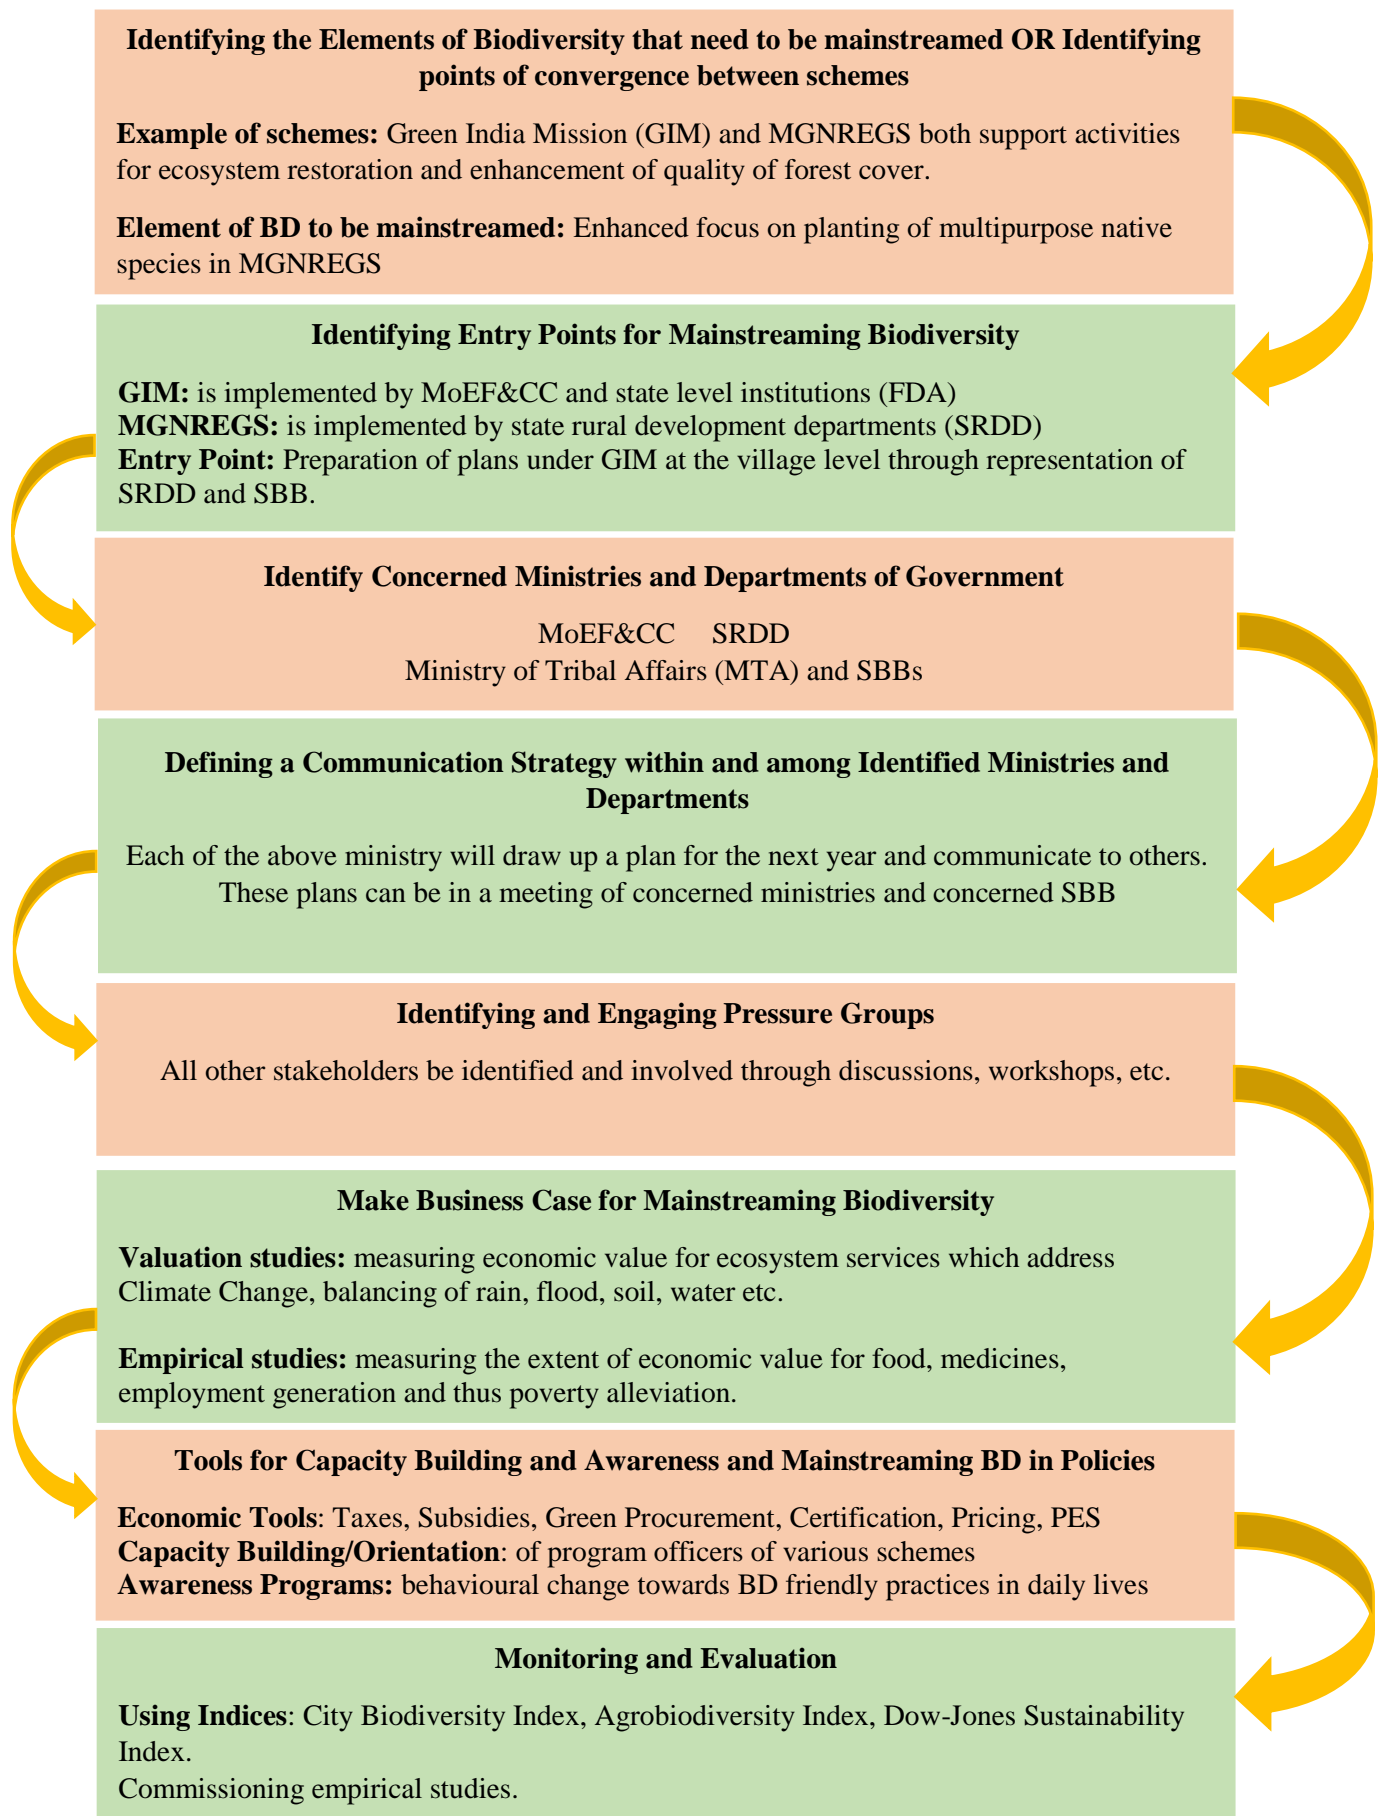 Identifying the Elements of Biodiversity that need to be mainstreamed OR Identifying
points of convergence between schemes
Example of schemes: Green India Mission (GIM) and MGNREGS both support activities
for ecosystem restoration and enhancement of quality of forest cover.
Element of BD to be mainstreamed: Enhanced focus on planting of multipurpose native
species in MGNREGS
Identifying Entry Points for Mainstreaming Biodiversity
GIM: is implemented by MoEF&CC and state level institutions (FDA)
MGNREGS: is implemented by state rural development departments (SRDD)
Entry Point: Preparation of plans under GIM at the village level through representation of
SRDD and SBB.
Identify Concerned Ministries and Departments of Government
MoEF&CC SRDD
Ministry of Tribal Affairs (MTA) and SBBs
Defining a Communication Strategy within and among Identified Ministries and
Departments
Each of the above ministry will draw up a plan for the next year and communicate to others.
These plans can be in a meeting of concerned ministries and concerned SBB
Identifying and Engaging Pressure Groups
All other stakeholders be identified and involved through discussions, workshops, etc.
Make Business Case for Mainstreaming Biodiversity
Valuation studies: measuring economic value for ecosystem services which address
Climate Change, balancing of rain, flood, soil, water etc.
Empirical studies: measuring the extent of economic value for food, medicines,
employment generation and thus poverty alleviation.
Tools for Capacity Building and Awareness and Mainstreaming BD in Policies
Economic Tools: Taxes, Subsidies, Green Procurement, Certification, Pricing, PES
Capacity Building/Orientation: of program officers of various schemes
Awareness Programs: behavioural change towards BD friendly practices in daily lives
Monitoring and Evaluation
Using Indices: City Biodiversity Index, Agrobiodiversity Index, Dow-Jones Sustainability
Index.
Commissioning empirical studies.